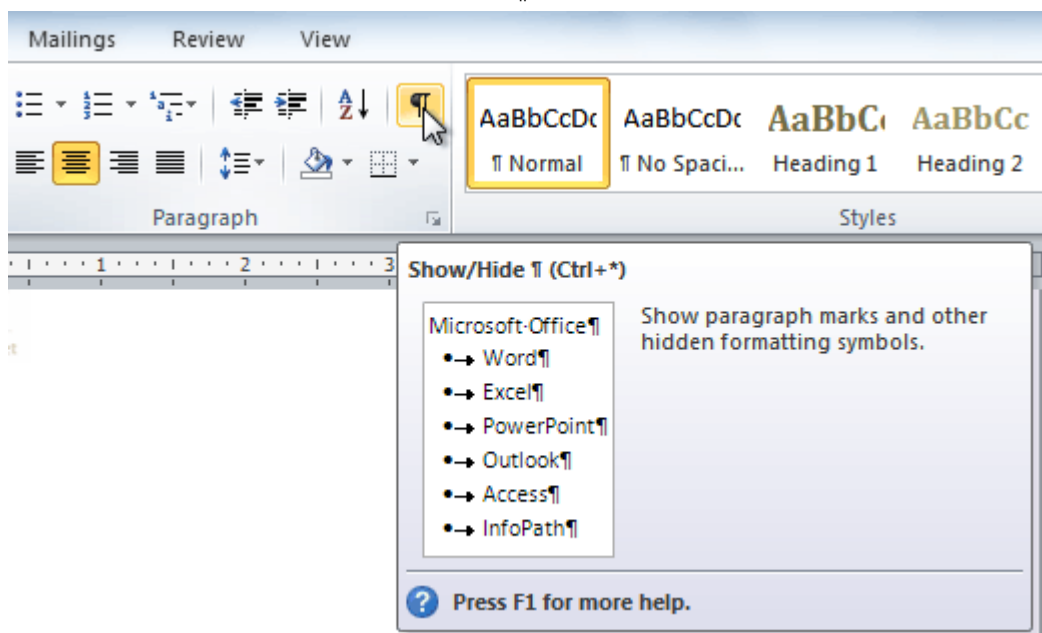 Mailings Review View
AaBbCcDc AaBbCcDc AaBbC AaBbCc
¶ Normal ¶ No Spaci... Heading 1 Heading 2
Paragraph
Styles
1 2 3
Show/Hide ¶ (Ctrl+*)
Microsoft·Office¶
•→ Word¶
•→ Excel¶
•→ PowerPoint¶
•→ Outlook¶
•→ Access¶
•→ InfoPath¶
Show paragraph marks and other
hidden formatting symbols.
Press F1 for more help.